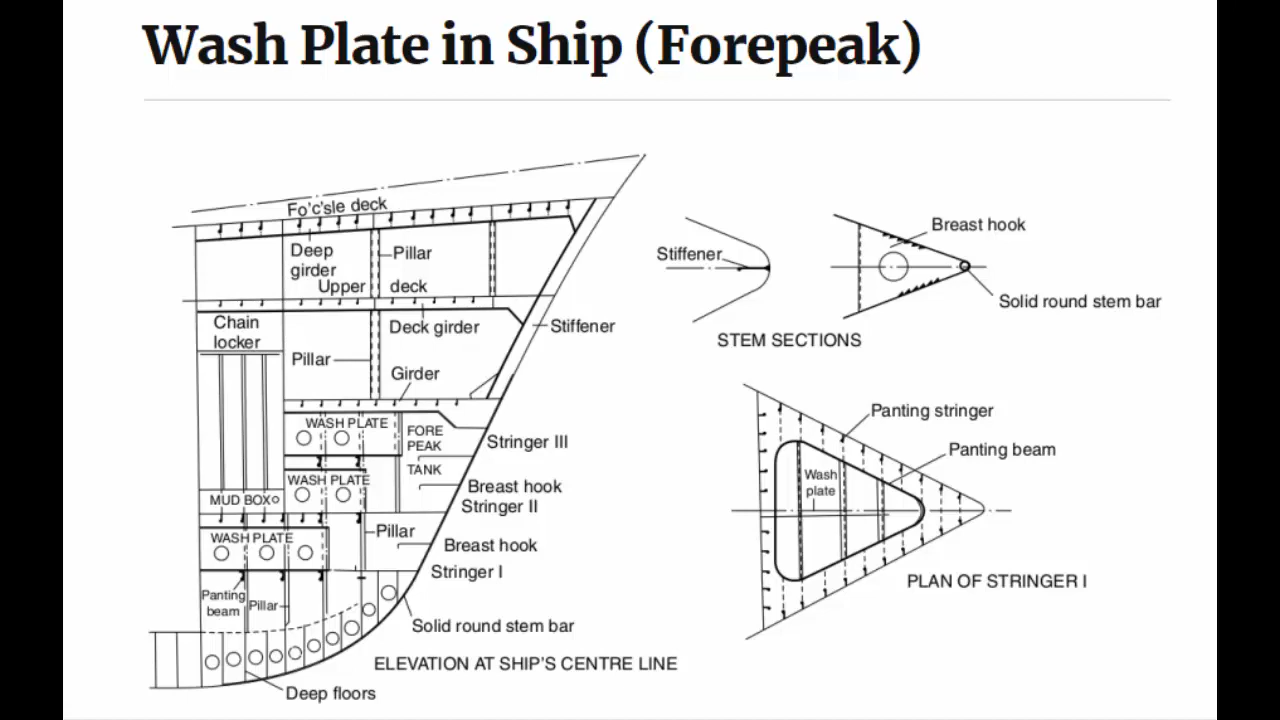 Wash Plate in Ship (Forepeak)
Fo'c'sle deck
Deep
girder
Pillar
Upper deck
Chain
locker
Deck girder
Stiffener
Pillar
Girder
WASH PLATE
FORE
PEAK
TANK
Stringer III
WASH PLATE
Breast hook
MUD BOX
Stringer II
WASH PLATE
Pillar
Breast hook
Stringer I
Panting
beam
Pillar
Solid round stem bar
ELEVATION AT SHIP'S CENTRE LINE
Deep floors
Stiffener
Breast hook
Solid round stem bar
STEM SECTIONS
Panting stringer
Panting beam
Wash
plate
PLAN OF STRINGER I